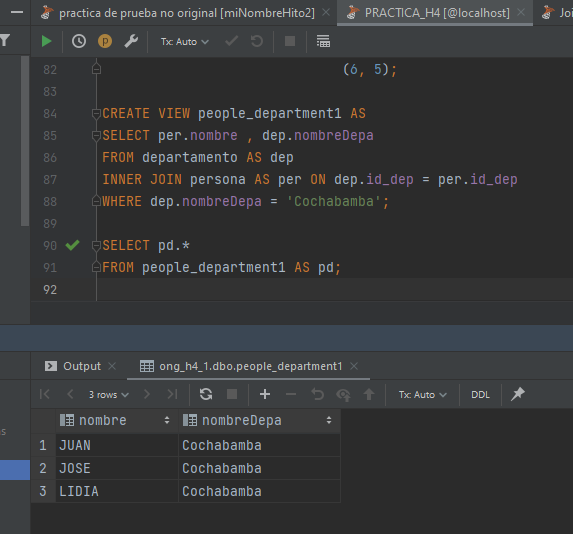 practica de prueba no original [miNombreHito2]
PRACTICA_H4 [@localhost]
Joi
Tx: Auto
82 (6, 5);
83
84 CREATE VIEW people_department1 AS
85 SELECT per.nombre , dep.nombreDepa
86 FROM departamento AS dep
87 INNER JOIN persona AS per ON dep.id_dep = per.id_dep
88 WHERE dep.nombreDepa = 'Cochabamba';
89
90 SELECT pd.*
91 FROM people_department1 AS pd;
92
Output
ong_h4_1.dbo.people_department1
3 rows
Tx: Auto
DDL
nombre nombreDepa
1 JUAN Cochabamba
2 JOSE Cochabamba
3 LIDIA Cochabamba